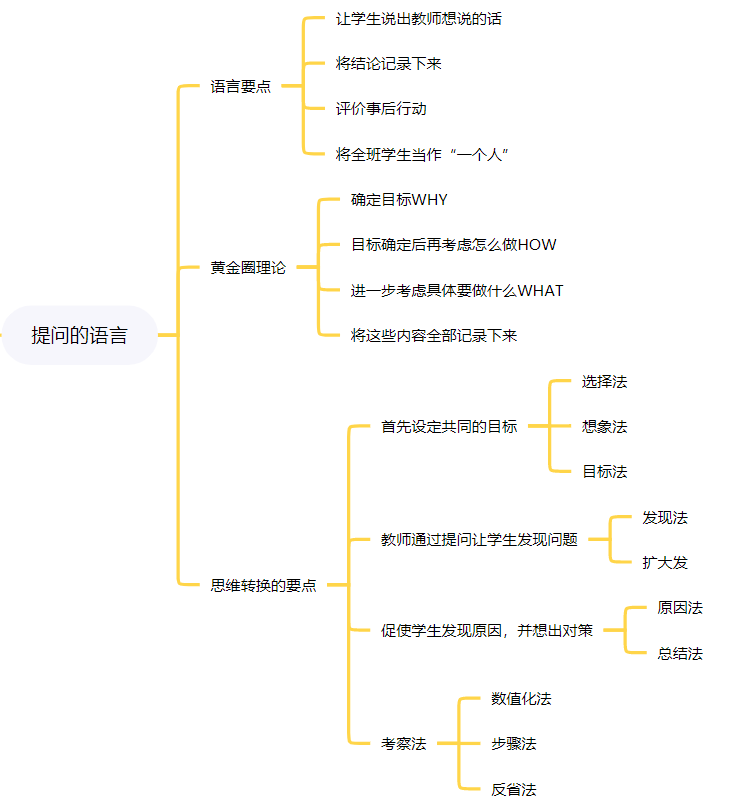 让学生说出教师想说的话
将结论记录下来
语言要点
评价事后行动
将全班学生当作“一个人”
确定目标WHY
目标确定后再考虑怎么做HOW
黄金圈理论
进一步考虑具体要做什么WHAT
将这些内容全部记录下来
提问的语言
选择法
首先设定共同的目标
想象法
目标法
发现法
教师通过提问让学生发现问题
扩大发
思维转换的要点
原因法
促使学生发现原因，并想出对策
总结法
数值化法
考察法
步骤法
反省法